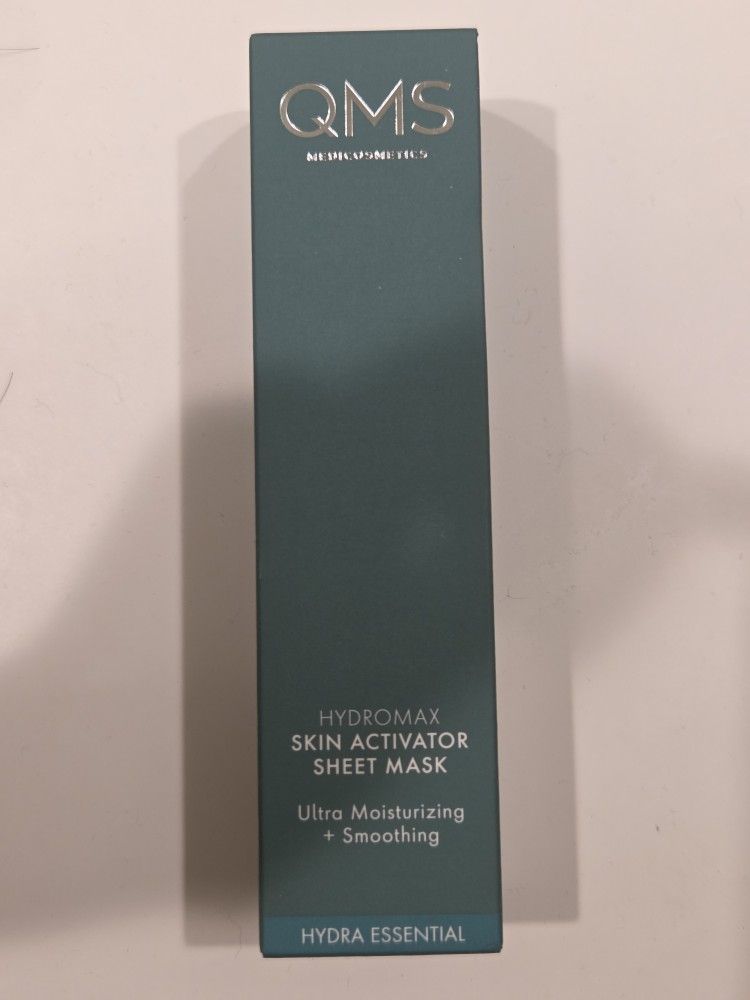 QMS
MEDICOSMETICS
HYDROMAX
SKIN ACTIVATOR
SHEET MASK
Ultra Moisturizing
+ Smoothing
HYDRA ESSENTIAL